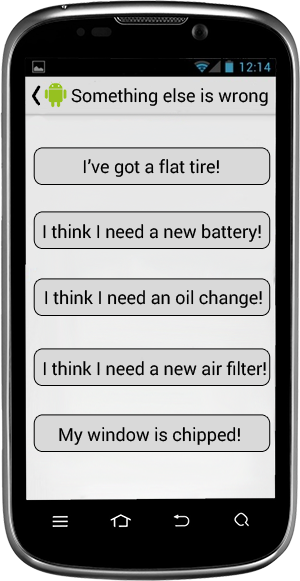 12:14
Something else is wrong
I've got a flat tire!
I think I need a new battery!
I think I need an oil change!
I think I need a new air filter!
My window is chipped!